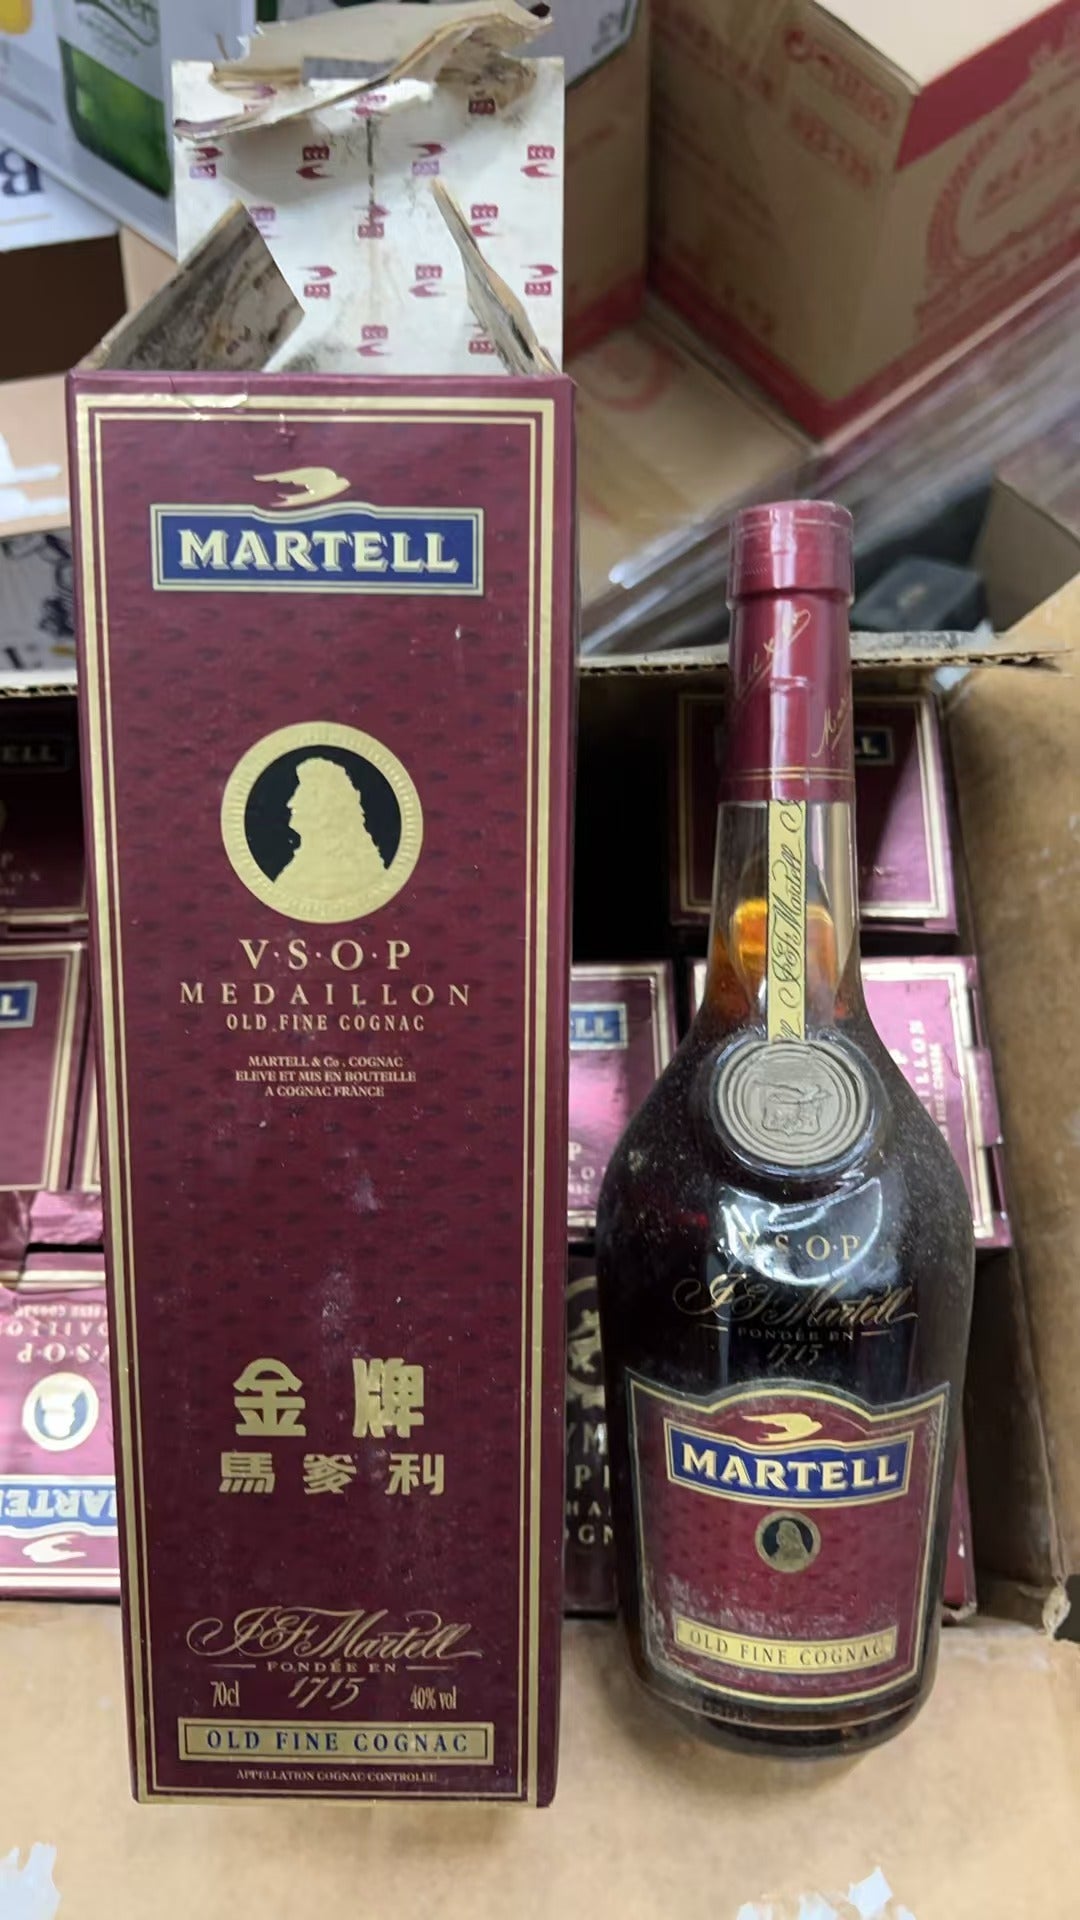 MARTELL
V·S·O·P
MEDAILLON
OLD FINE COGNAC
MARTELL & Co, COGNAC
ELEVE ET MIS EN BOUTEILLE
A COGNAC FRANCE
金牌
馬爹利
J&F Martell
FONDÉE EN
1715
70cl
40% vol
OLD FINE COGNAC
APPELLATION COGNAC CONTROLEE
J&F Martell
V·S·O·P
J&F Martell
FONDÉE EN
1715
MARTELL
OLD FINE COGNAC